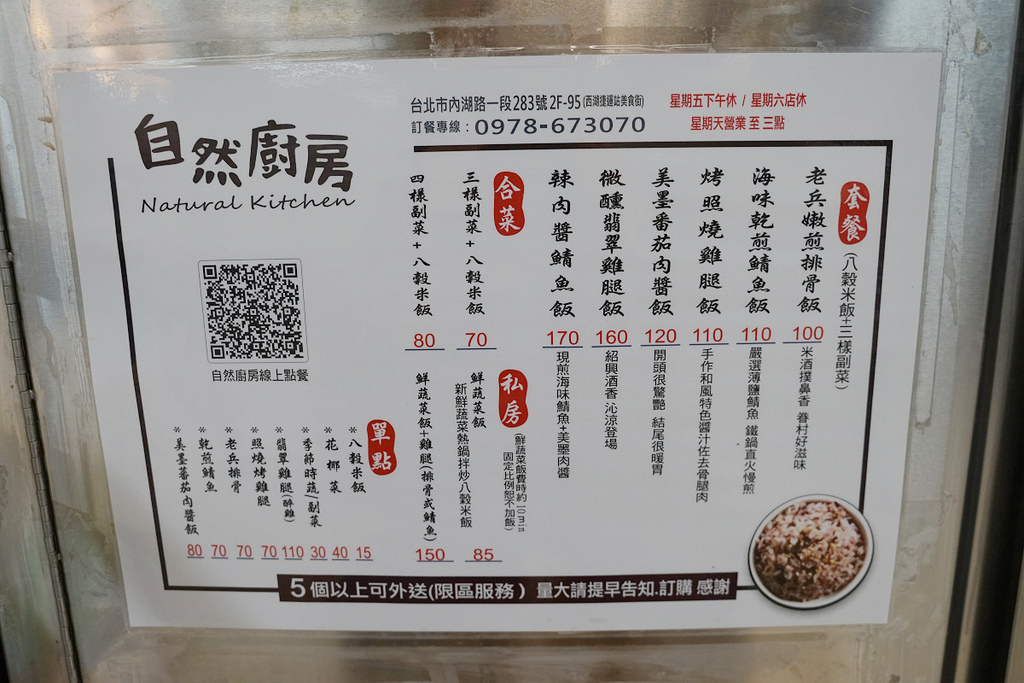 自然廚房
Natural Kitchen
自然廚房線上點餐
台北市內湖路一段283號2F-95(西湖捷運站美食街)
訂餐專線：0978-673070
星期五下午休 / 星期六店休
星期天營業 至 三點
套餐
(八穀米飯+三樣副菜)
老兵嫩煎排骨飯 100
米酒撲鼻香 眷村好滋味
海味乾煎鯖魚飯 110
嚴選薄鹽鯖魚 鐵鍋直火慢煎
烤照燒雞腿飯 110
手作和風特色醬汁佐去骨腿肉
美墨番茄肉醬飯 120
開頭很驚艷 結尾很暖胃
微醺翡翠雞腿飯 160
紹興酒香 沁涼登場
辣肉醬鯖魚飯 170
現煎海味鯖魚+美墨肉醬
合菜
三樣副菜+八穀米飯 70
四樣副菜+八穀米飯 80
私房
(鮮蔬菜飯費時約10min
固定比例恕不加飯)
鮮蔬菜飯
新鮮蔬菜熱鍋拌炒八穀米飯 85
鮮蔬菜飯+雞腿(排骨或鯖魚) 150
單點
*八穀米飯 15
*花椰菜 40
*季節時蔬/副菜 30
*翡翠雞腿(醉雞) 110
*照燒烤雞腿 70
*老兵排骨 70
*乾煎鯖魚 70
*美墨蕃茄肉醬飯 80
5個以上可外送(限區服務) 量大請提早告知.訂購 感謝